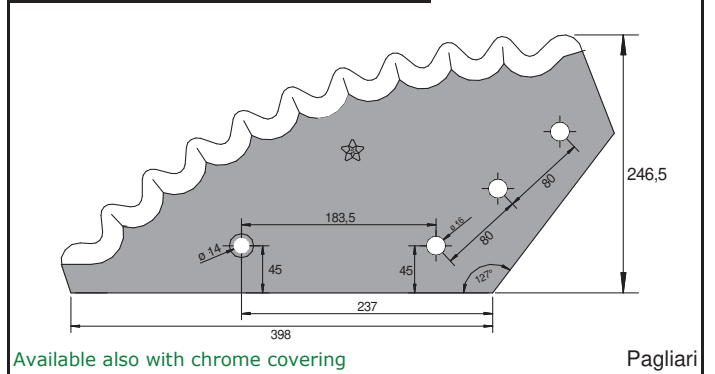 246,5
80
183,5
ø 16
80
ø 14
45
45
127°
237
398
Available also with chrome covering
Pagliari